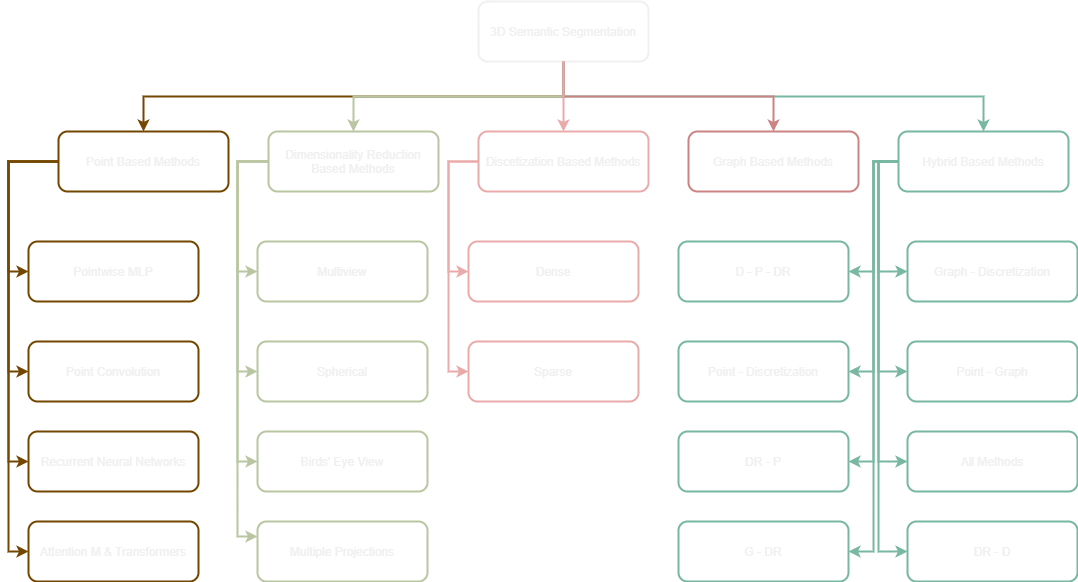 3D Semantic Segmentation
Point Based Methods
Dimensionality Reduction
Based Methods
Discetization Based Methods
Graph Based Methods
Hybrid Based Methods
Pointwise MLP
Multiview
Dense
D - P - DR
Graph - Discretization
Point Convolution
Spherical
Sparse
Point - Discretization
Point - Graph
Recurrent Neural Networks
Birds' Eye View
DR - P
All Methods
Attention M & Transformers
Multiple Projections
G - DR
DR - D